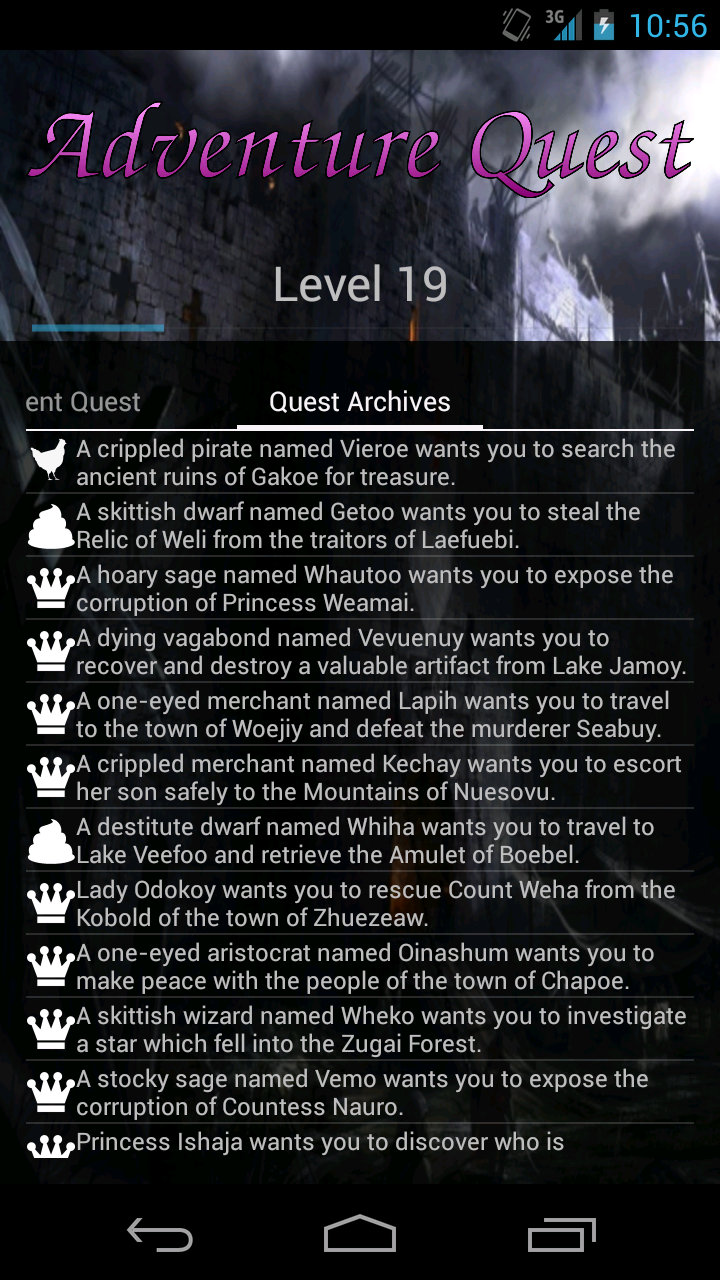 3G 10:56
Adventure Quest
Level 19
ent Quest Quest Archives
A crippled pirate named Vieroe wants you to search the
ancient ruins of Gakoe for treasure.
A skittish dwarf named Getoo wants you to steal the
Relic of Weli from the traitors of Laefuebi.
A hoary sage named Whautoo wants you to expose the
corruption of Princess Weamai.
A dying vagabond named Vevuenuy wants you to
recover and destroy a valuable artifact from Lake Jamoy.
A one-eyed merchant named Lapih wants you to travel
to the town of Woejiy and defeat the murderer Seabuy.
A crippled merchant named Kechay wants you to escort
her son safely to the Mountains of Nuesovu.
A destitute dwarf named Whiha wants you to travel to
Lake Veefoo and retrieve the Amulet of Boebel.
Lady Odokoy wants you to rescue Count Weha from the
Kobold of the town of Zhuezeaw.
A one-eyed aristocrat named Oinashum wants you to
make peace with the people of the town of Chapoe.
A skittish wizard named Wheko wants you to investigate
a star which fell into the Zugai Forest.
A stocky sage named Vemo wants you to expose the
corruption of Countess Nauro.
Princess Ishaja wants you to discover who is